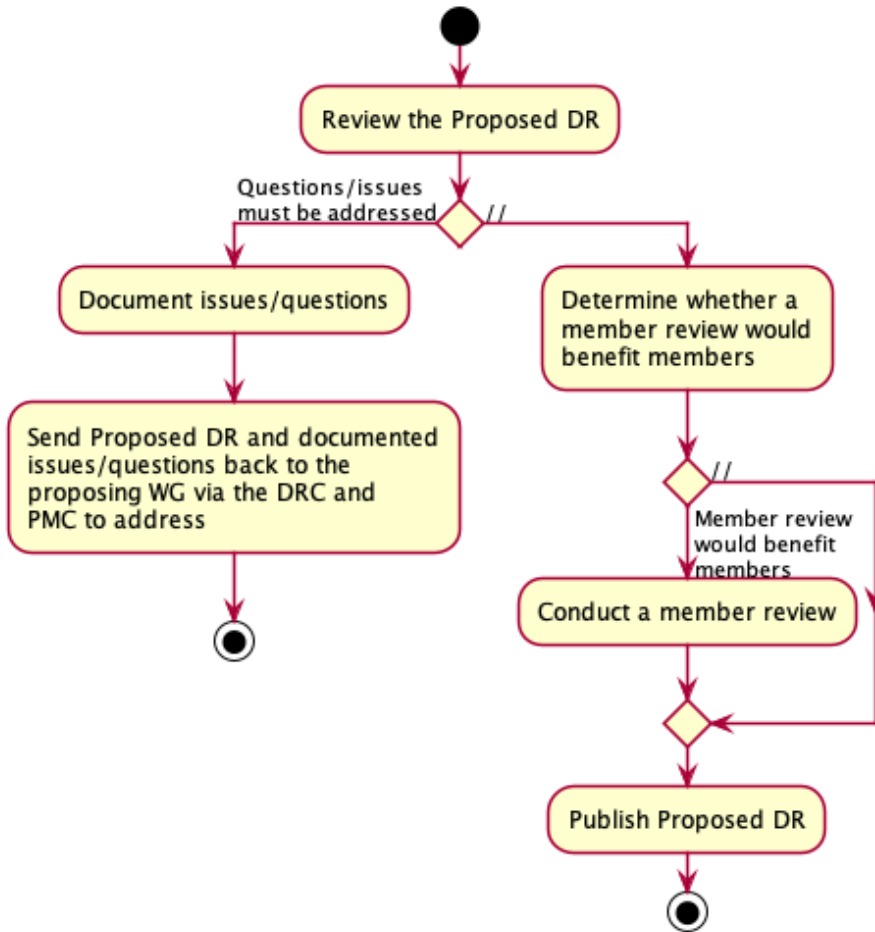 Review the Proposed DR
Questions/issues
must be addressed
//
Document issues/questions
Determine whether a
member review would
benefit members
Send Proposed DR and documented
issues/questions back to the
proposing WG via the DRC and
PMC to address
//
Member review
would benefit
members
Conduct a member review
Publish Proposed DR